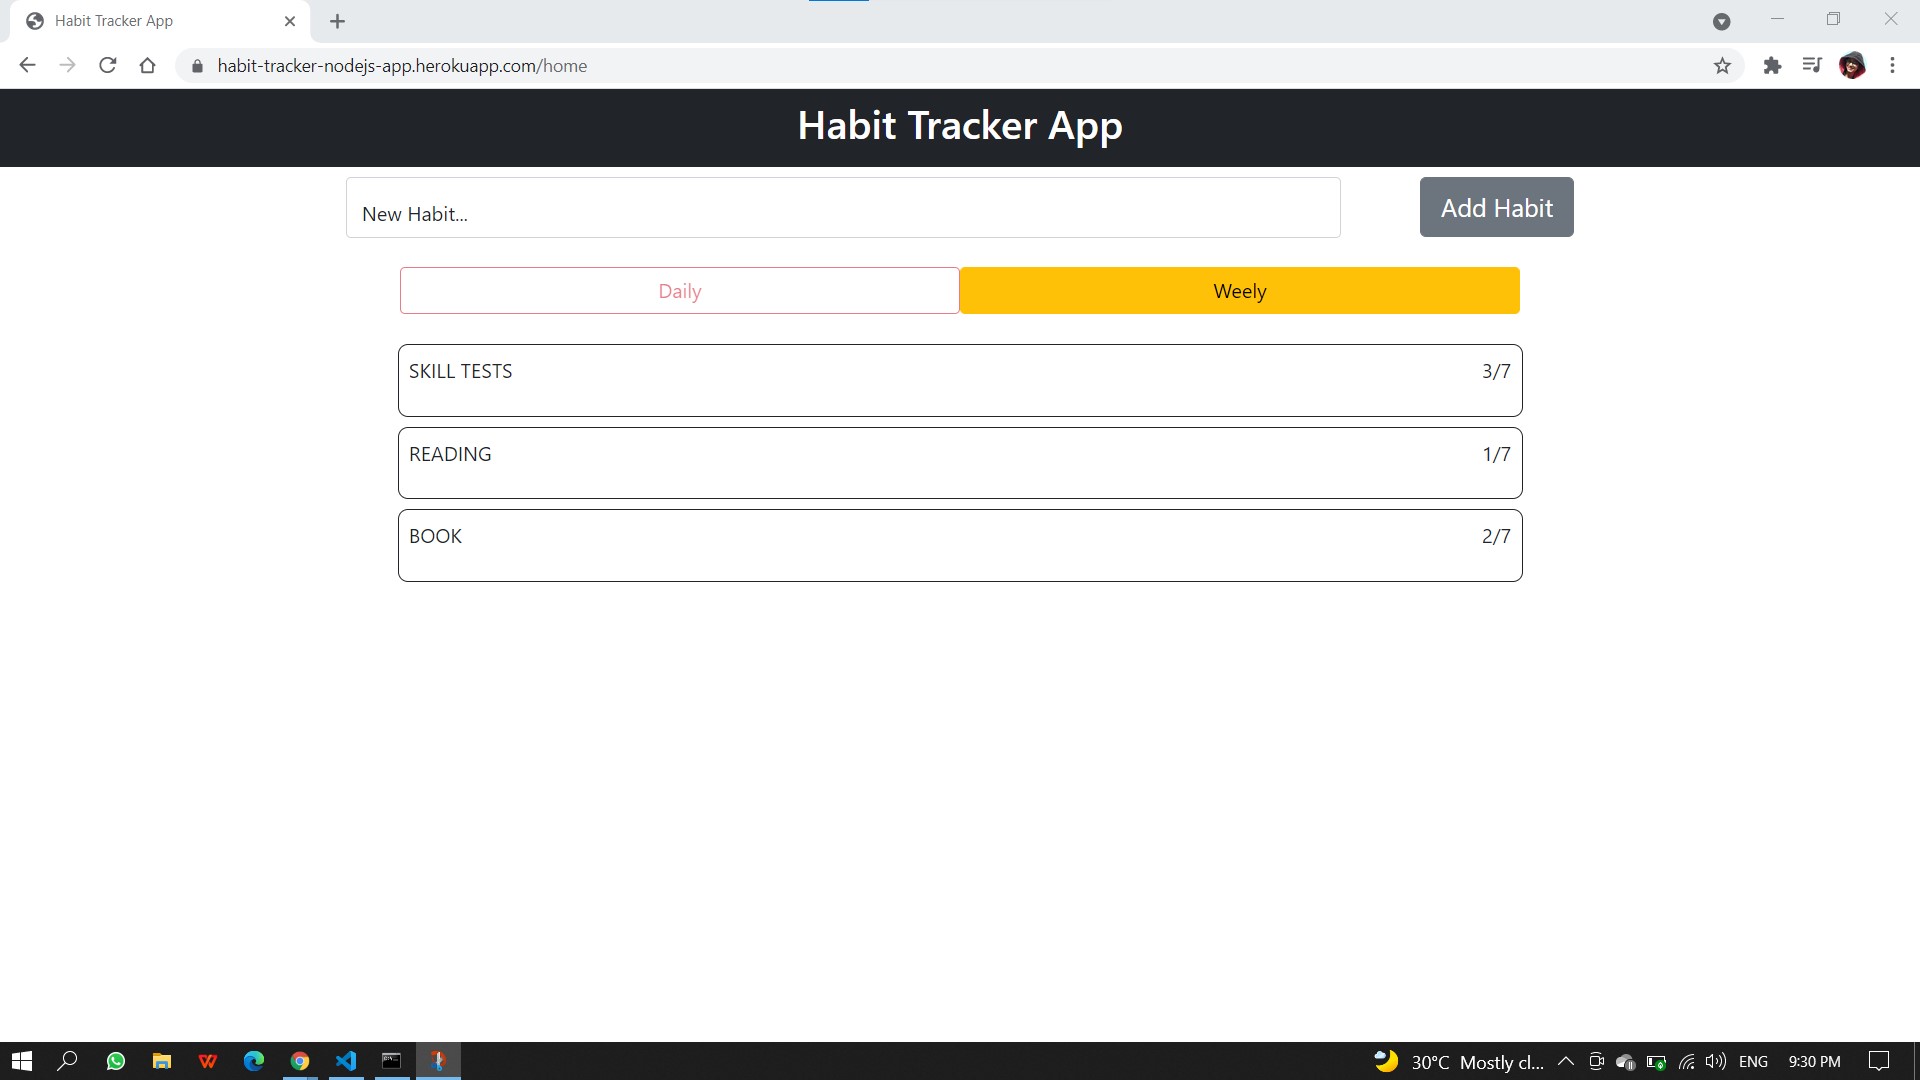 Habit Tracker App
habit-tracker-nodejs-app.herokuapp.com/home
Habit Tracker App
New Habit...
Add Habit
Daily
Weely
SKILL TESTS
3/7
READING
1/7
BOOK
2/7
30°C Mostly cl...
ENG
9:30 PM